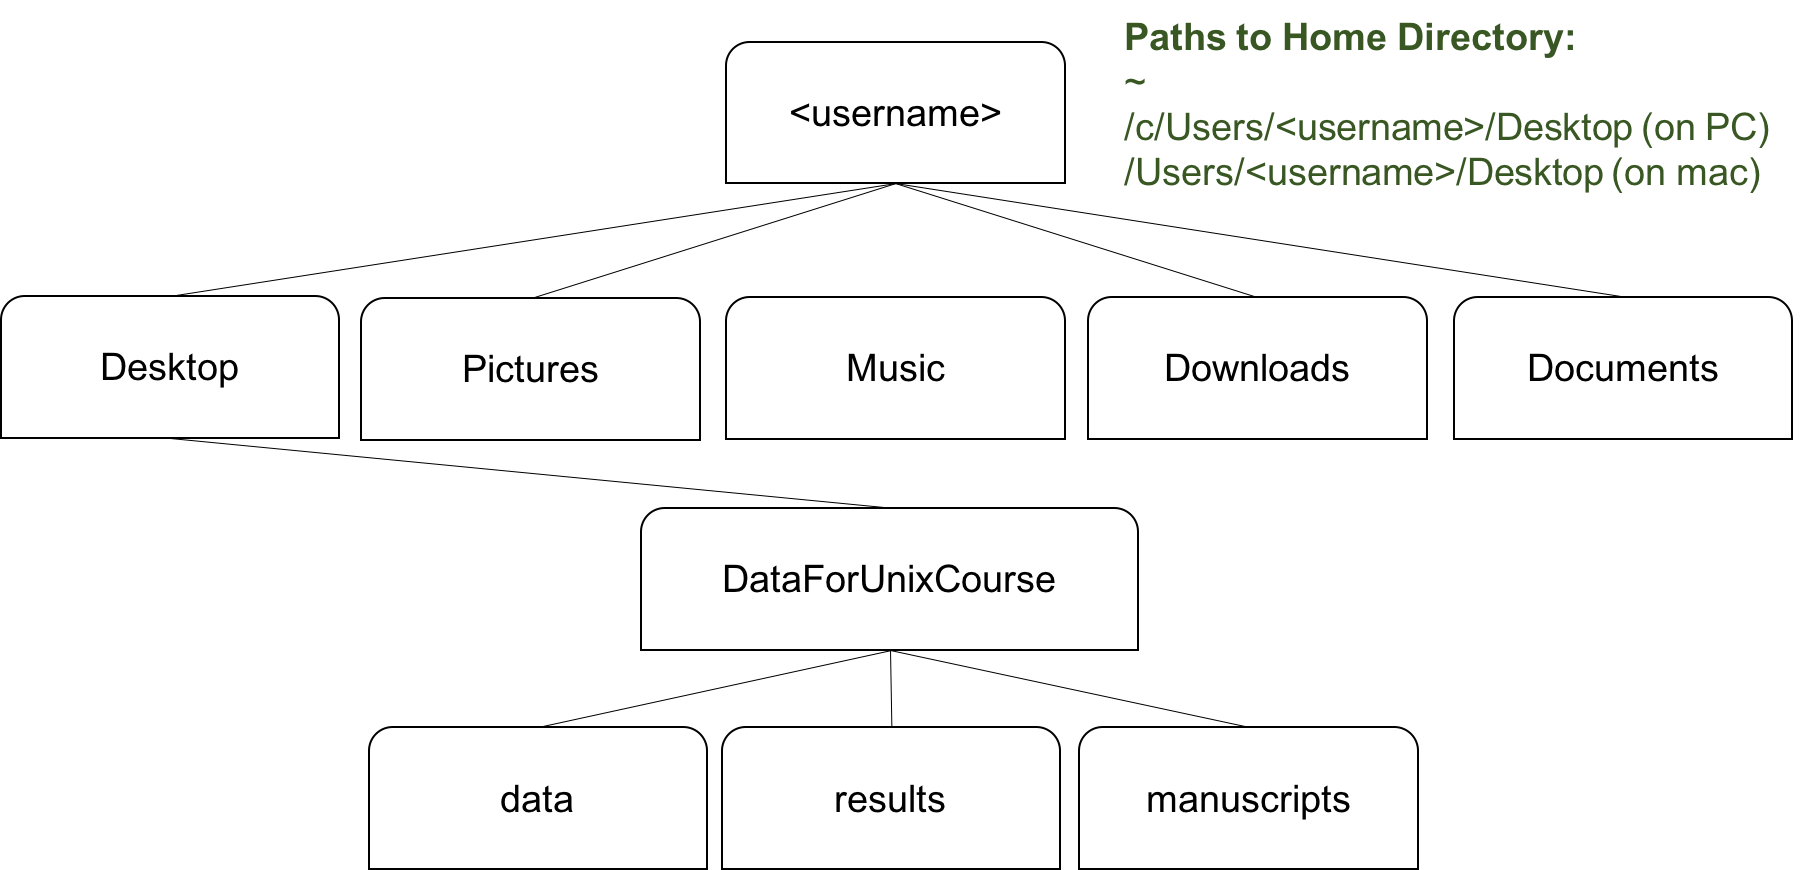 Paths to Home Directory:
~
/c/Users/<username>/Desktop (on PC)
/Users/<username>/Desktop (on mac)
<username>
Desktop
Pictures
Music
Downloads
Documents
DataForUnixCourse
data
results
manuscripts